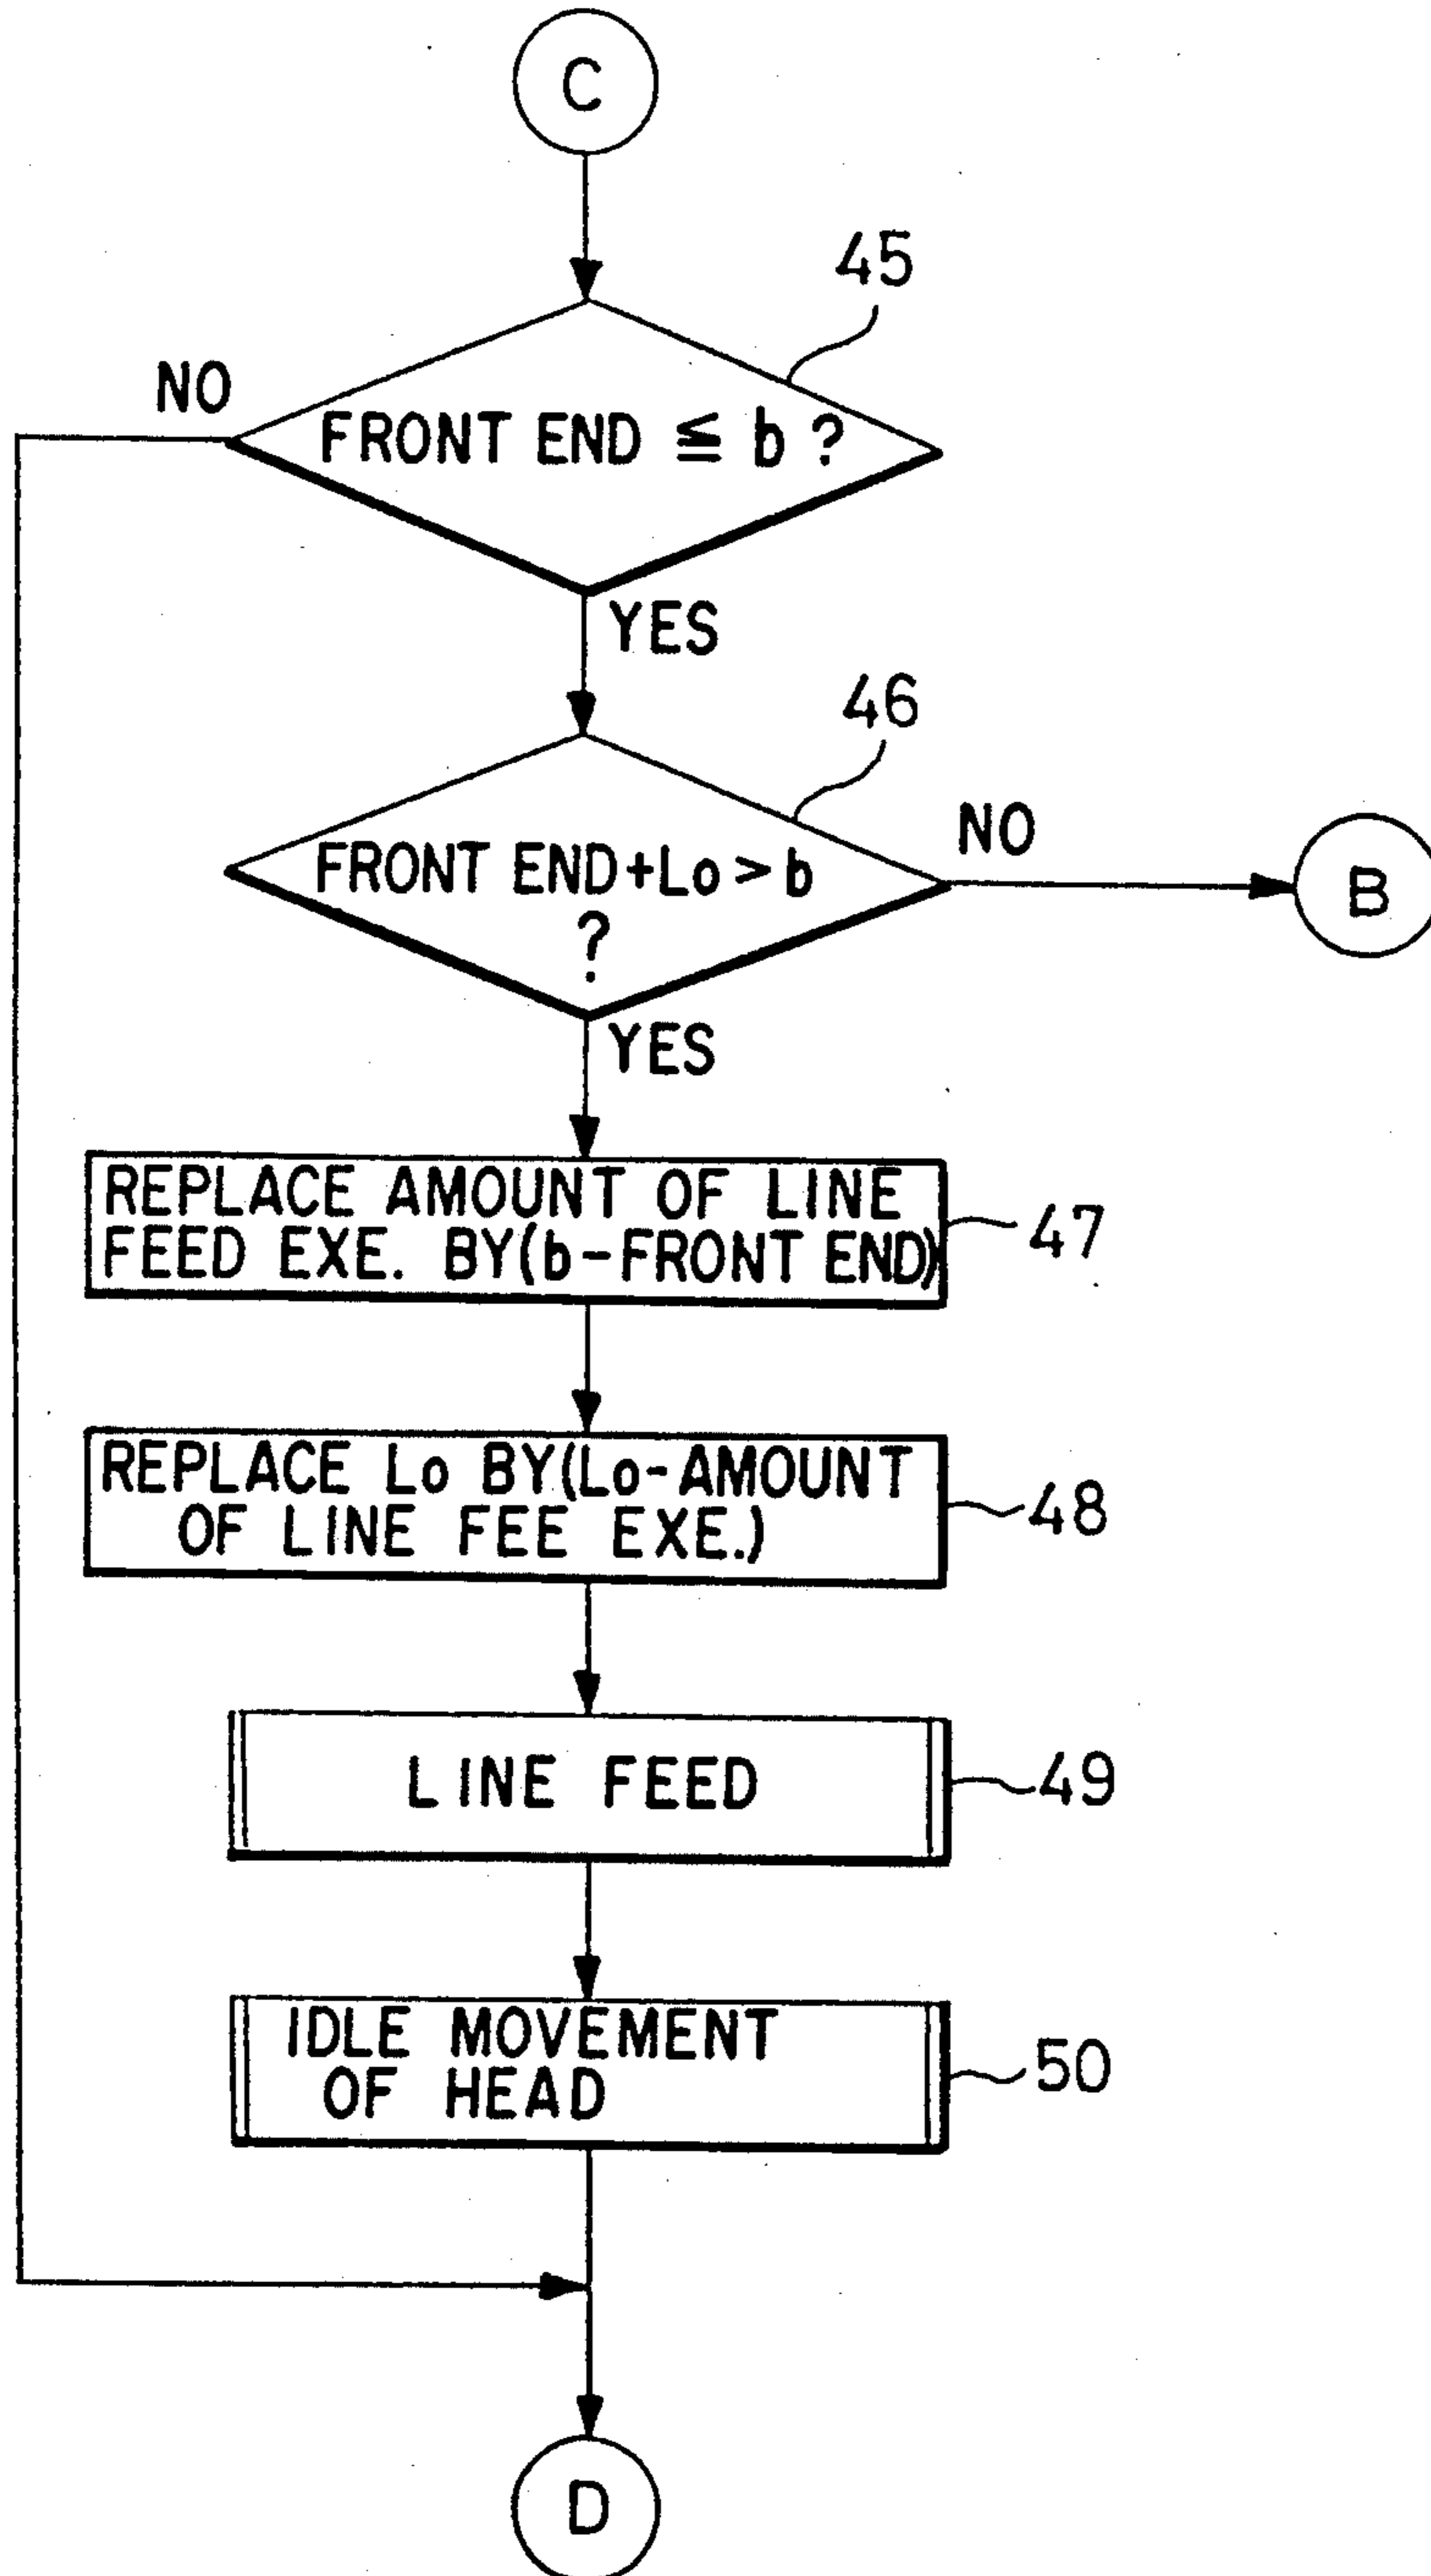 C
45
NO
FRONT END ≦ b ?
YES
46
NO
FRONT END+Lo > b
?
B
YES
REPLACE AMOUNT OF LINE
FEED EXE. BY(b-FRONT END)
47
REPLACE Lo BY(Lo-AMOUNT
OF LINE FEE EXE.)
48
LINE FEED
49
IDLE MOVEMENT
OF HEAD
50
D